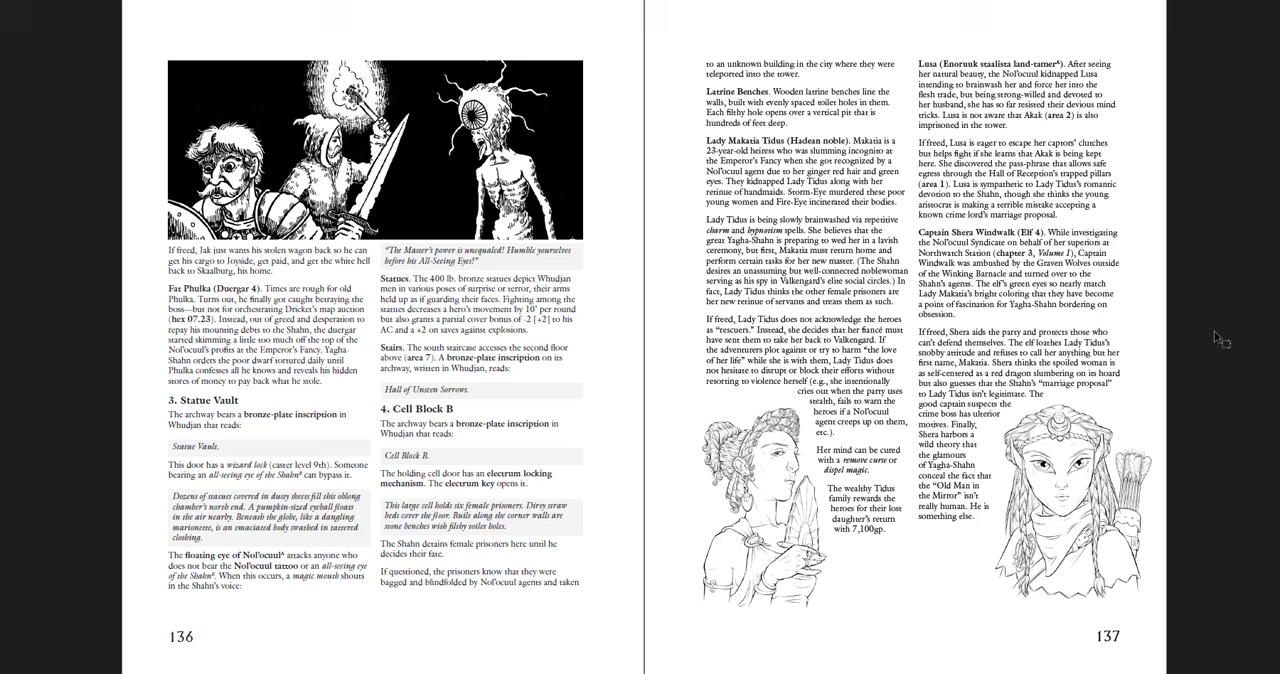 If freed, Jak just wants his stolen wagon back so he can
get his cargo to Joyside, get paid, and get the white hell
back to Skaalburg, his home.
Fat Phulka (Duergar 4). Times are rough for old
Phulka. Turns out, he finally got caught betraying the
boss—but not for orchestrating Dricker's map auction
(hex 07.23). Instead, out of greed and desperation to
repay his mounting debts to the Shahn, the duergar
started skimming a little too much off the top of the
Nol'ocuul's profits at the Emperor's Fancy. Yagha-
Shahn orders the poor dwarf tortured daily until
Phulka confesses all he knows and reveals his hidden
stores of money to pay back what he stole.
3. Statue Vault
The archway bears a bronze-plate inscription in
Whudjan that reads:
Statue Vault.
This door has a wizard lock (caster level 9th). Someone
bearing an all-seeing eye of the Shahnᴮ can bypass it.
Dozens of statues covered in dusty sheets fill this oblong
chamber's north end. A pumpkin-sized eyeball floats
in the air nearby. Beneath the globe, like a dangling
marionette, is an emaciated body swathed in tattered
clothing.
The floating eye of Nol'ocuulᴬ attacks anyone who
does not bear the Nol'ocuul tattoo or an all-seeing eye
of the Shahnᴮ. When this occurs, a magic mouth shouts
in the Shahn's voice:
"The Master's power is unequaled! Humble yourselves
before his All-Seeing Eyes!"
Statues. The 400 lb. bronze statues depict Whudjan
men in various poses of surprise or terror, their arms
held up as if guarding their faces. Fighting among the
statues decreases a hero's movement by 10' per round
but also grants a partial cover bonus of -2 [+2] to his
AC and a +2 on saves against explosions.
Stairs. The south staircase accesses the second floor
above (area 7). A bronze-plate inscription on its
archway, written in Whudjan, reads:
Hall of Unseen Sorrows.
4. Cell Block B
The archway bears a bronze-plate inscription in
Whudjan that reads:
Cell Block B.
The holding cell door has an electrum locking
mechanism. The electrum key opens it.
This large cell holds six female prisoners. Dirty straw
beds cover the floor. Built along the corner walls are
stone benches with filthy toilet holes.
The Shahn detains female prisoners here until he
decides their fate.
If questioned, the prisoners know that they were
bagged and blindfolded by Nol'ocuul agents and taken
136
to an unknown building in the city where they were
teleported into the tower.
Latrine Benches. Wooden latrine benches line the
walls, built with evenly spaced toilet holes in them.
Each filthy hole opens over a vertical pit that is
hundreds of feet deep.
Lady Makatia Tidus (Hadean noble). Makatia is a
23-year-old heiress who was slumming incognito at
the Emperor's Fancy when she got recognized by a
Nol'ocuul agent due to her ginger red hair and green
eyes. They kidnapped Lady Tidus along with her
retinue of handmaids. Storm-Eye murdered these poor
young women and Fire-Eye incinerated their bodies.
Lady Tidus is being slowly brainwashed via repetitive
charm and hypnotism spells. She believes that the
great Yagha-Shahn is preparing to wed her in a lavish
ceremony, but first, Makatia must return home and
perform certain tasks for her new master. (The Shahn
desires an unassuming but well-connected noblewoman
serving as his spy in Valkengard's elite social circles.) In
fact, Lady Tidus thinks the other female prisoners are
her new retinue of servants and treats them as such.
If freed, Lady Tidus does not acknowledge the heroes
as "rescuers." Instead, she decides that her fiancé must
have sent them to take her back to Valkengard. If
the adventurers plot against or try to harm "the love
of her life" while she is with them, Lady Tidus does
not hesitate to disrupt or block their efforts without
resorting to violence herself (e.g., she intentionally
cries out when the party uses
stealth, fails to warn the
heroes if a Nol'ocuul
agent creeps up on them,
etc.).
Her mind can be cured
with a remove curse or
dispel magic.
The wealthy Tidus
family rewards the
heroes for their lost
daughter's return
with 7,100gp.
Lusa (Enoruuk staalista land-tamerᴬ). After seeing
her natural beauty, the Nol'ocuul kidnapped Lusa
intending to brainwash her and force her into the
flesh trade, but being strong-willed and devoted to
her husband, she has so far resisted their devious mind
tricks. Lusa is not aware that Akak (area 2) is also
imprisoned in the tower.
If freed, Lusa is eager to escape her captors' clutches
but helps fight if she learns that Akak is being kept
here. She discovered the pass-phrase that allows safe
egress through the Hall of Reception's trapped pillars
(area 1). Lusa is sympathetic to Lady Tidus's romantic
devotion to the Shahn, though she thinks the young
aristocrat is making a terrible mistake accepting a
known crime lord's marriage proposal.
Captain Shera Windwalk (Elf 4). While investigating
the Nol'ocuul Syndicate on behalf of her superiors at
Northwatch Station (chapter 3, Volume 1), Captain
Windwalk was ambushed by the Graven Wolves outside
of the Winking Barnacle and turned over to the
Shahn's agents. The elf's green eyes so nearly match
Lady Makatia's bright coloring that they have become
a point of fascination for Yagha-Shahn bordering on
obsession.
If freed, Shera aids the party and protects those who
can't defend themselves. The elf loathes Lady Tidus's
snobby attitude and refuses to call her anything but her
first name, Makatia. Shera thinks the spoiled woman is
as self-centered as a red dragon slumbering on its hoard
but also guesses that the Shahn's "marriage proposal"
to Lady Tidus isn't legitimate. The
good captain suspects the
crime boss has ulterior
motives. Finally,
Shera harbors a
wild theory that
the glamours
of Yagha-Shahn
conceal the fact that
the "Old Man in
the Mirror" isn't
really human. He is
something else.
137